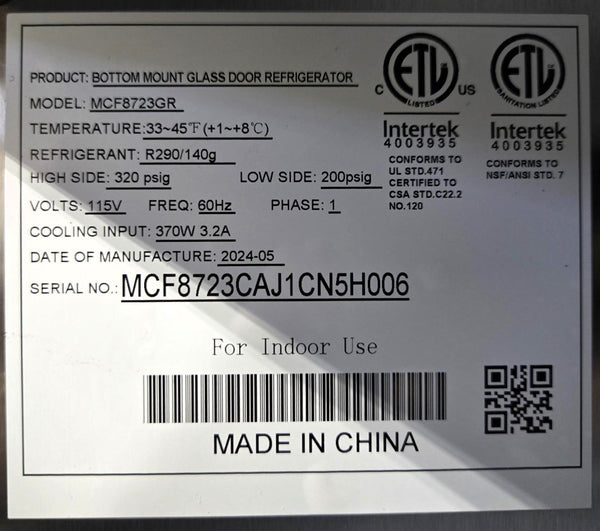 PRODUCT: BOTTOM MOUNT GLASS DOOR REFRIGERATOR
MODEL: MCF8723GR
TEMPERATURE:33~45℉(+1~+8℃)
REFRIGERANT: R290/140g
HIGH SIDE: 320 psig LOW SIDE: 200psig
VOLTS: 115V FREQ: 60Hz PHASE: 1
COOLING INPUT: 370W 3.2A
DATE OF MANUFACTURE: 2024-05
SERIAL NO.: MCF8723CAJ1CN5H006
C ETL US
LISTED
Intertek
4003935
CONFORMS TO
UL STD.471
CERTIFIED TO
CSA STD.C22.2
NO.120
ETL
SANITATION LISTED
Intertek
4003935
CONFORMS TO
NSF/ANSI STD. 7
For Indoor Use
MADE IN CHINA